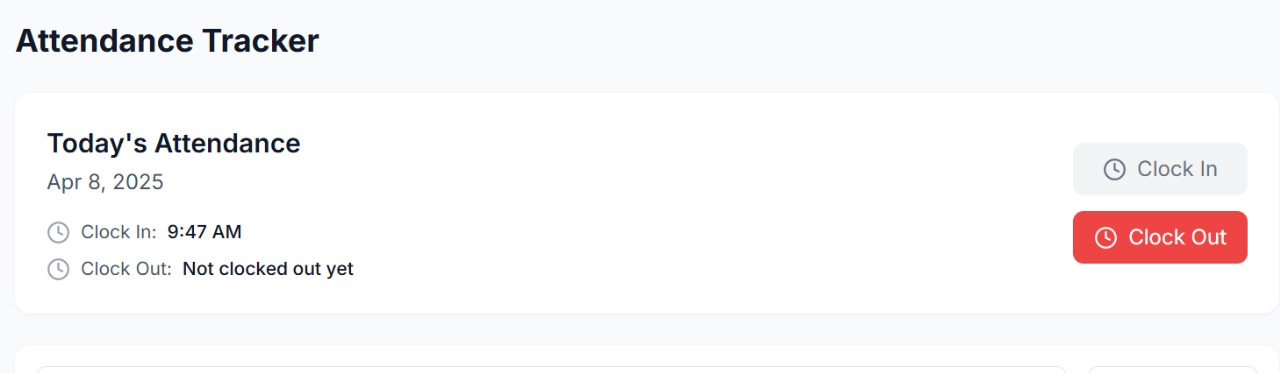 Attendance Tracker
Today's Attendance
Apr 8, 2025
Clock In: 9:47 AM
Clock Out: Not clocked out yet
Clock In
Clock Out